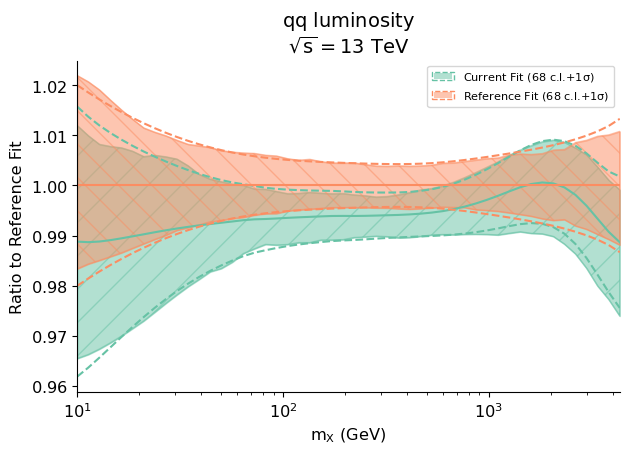 qq luminosity
√s = 13 TeV
Current Fit (68 c.l.+1σ)
Reference Fit (68 c.l.+1σ)
Ratio to Reference Fit
1.02
1.01
1.00
0.99
0.98
0.97
0.96
10¹ 10² 10³
m_X (GeV)